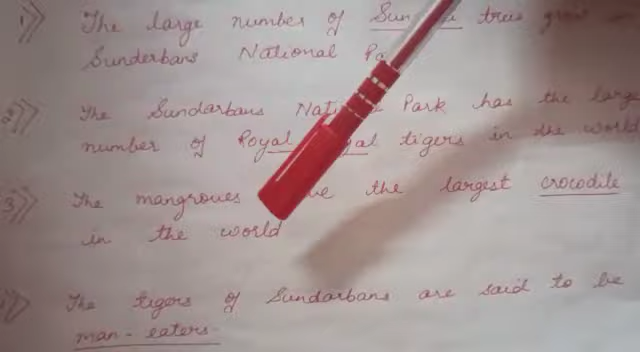 1) The large number of trees grow
Sunderbans National
2) The Sundarbans Park has the large
number of Royal tigers in the world
3) The mangroves the largest crocodile
in the world
The tigers of Sundarbans are said to be
man-eaters.